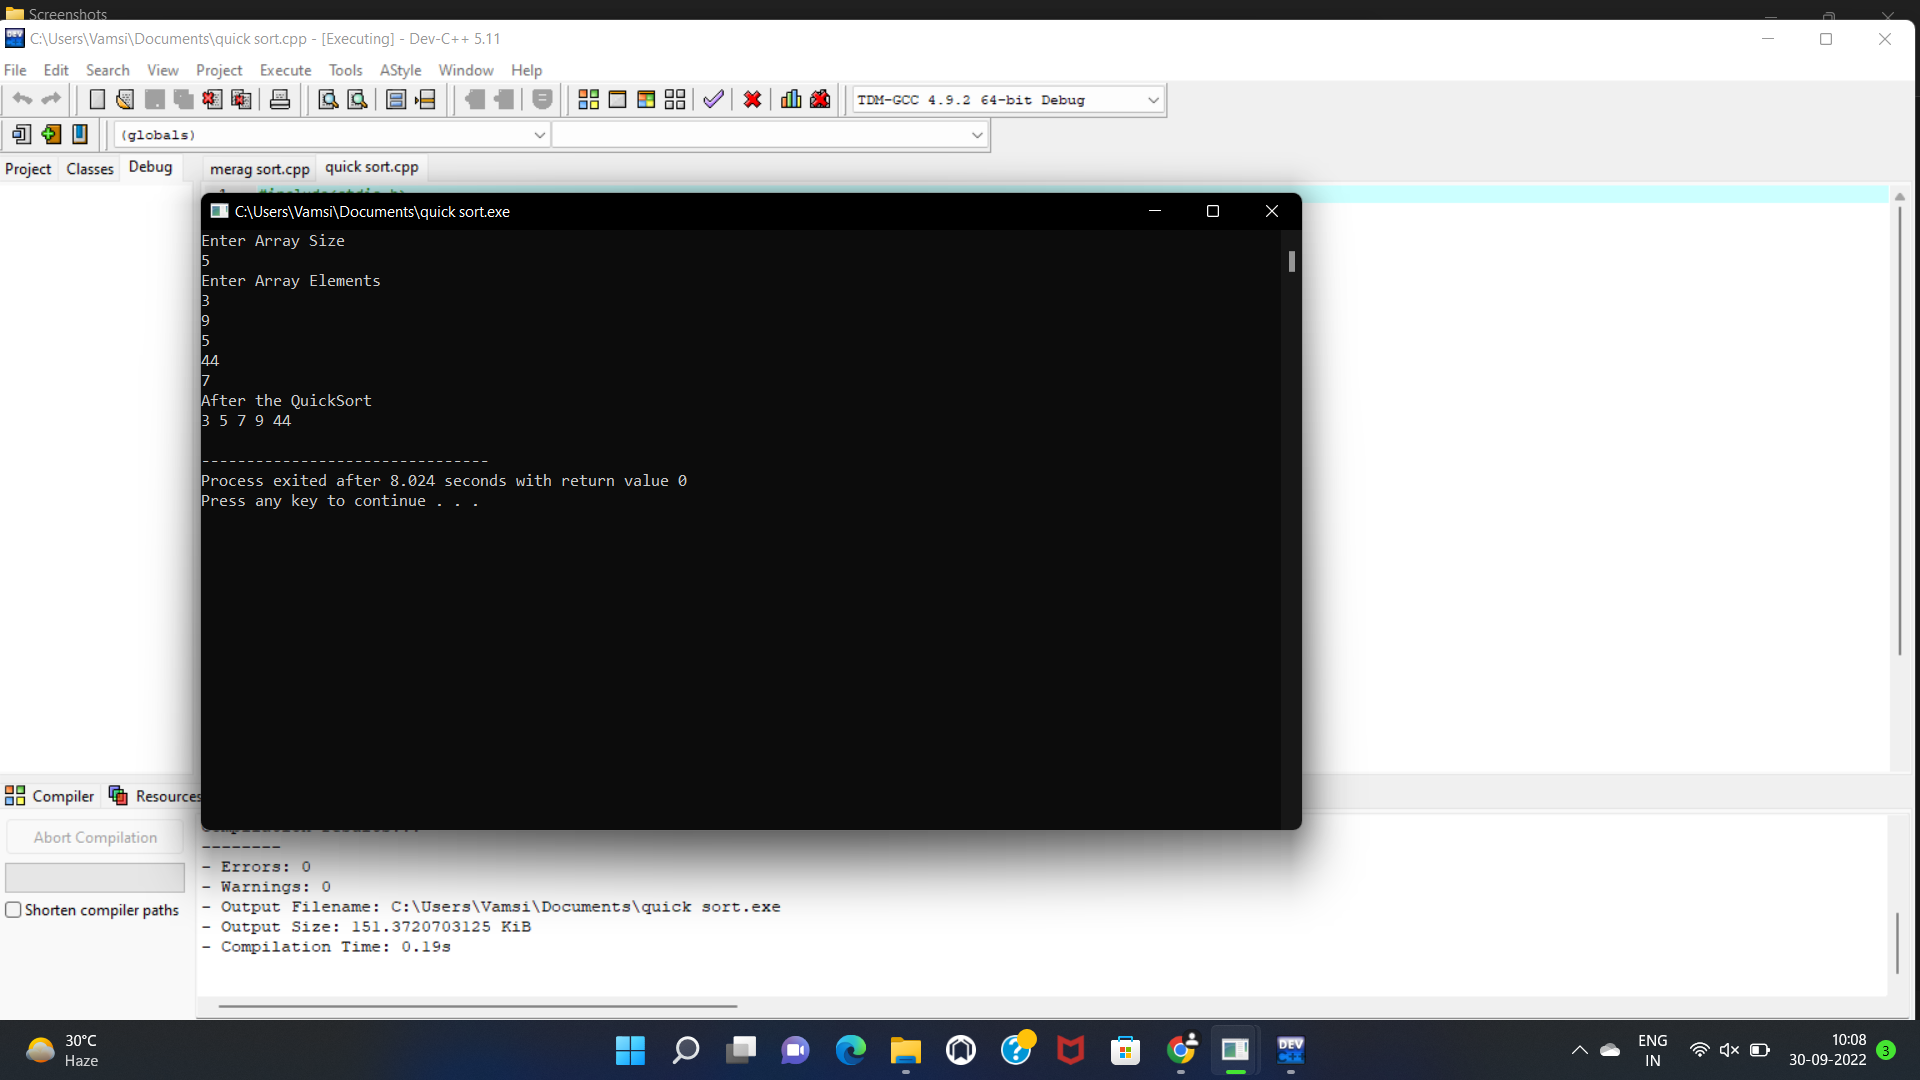 Screenshots
C:\Users\Vamsi\Documents\quick sort.cpp - [Executing] - Dev-C++ 5.11
File Edit Search View Project Execute Tools AStyle Window Help
TDM-GCC 4.9.2 64-bit Debug
(globals)
Project Classes Debug merag sort.cpp quick sort.cpp
C:\Users\Vamsi\Documents\quick sort.exe
Enter Array Size
5
Enter Array Elements
3
9
5
44
7
After the QuickSort
3 5 7 9 44
--------------------------------
Process exited after 8.024 seconds with return value 0
Press any key to continue . . .
Compiler Resources
Abort Compilation
Shorten compiler paths
--------
- Errors: 0
- Warnings: 0
- Output Filename: C:\Users\Vamsi\Documents\quick sort.exe
- Output Size: 151.3720703125 KiB
- Compilation Time: 0.19s
30°C
Haze
DEV
C++
ENG
IN
10:08
30-09-2022
3